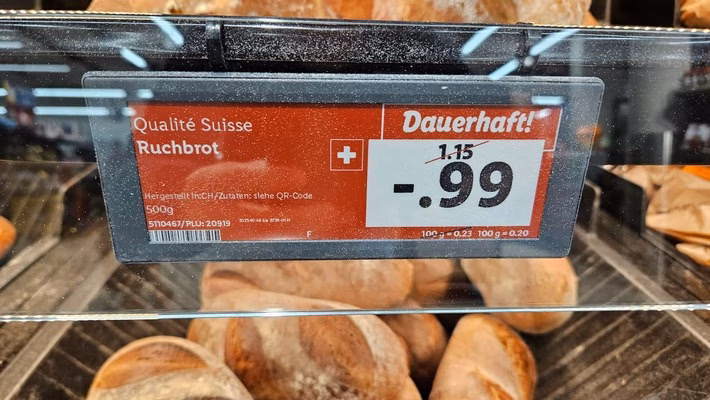 Qualité Suisse
Ruchbrot
Dauerhaft!
1.15
-.99
Hergestellt in:CH/Zutaten: siehe QR-Code
500g
5110467/PLU: 20919
F
100 g = 0.23 100 g = 0.20